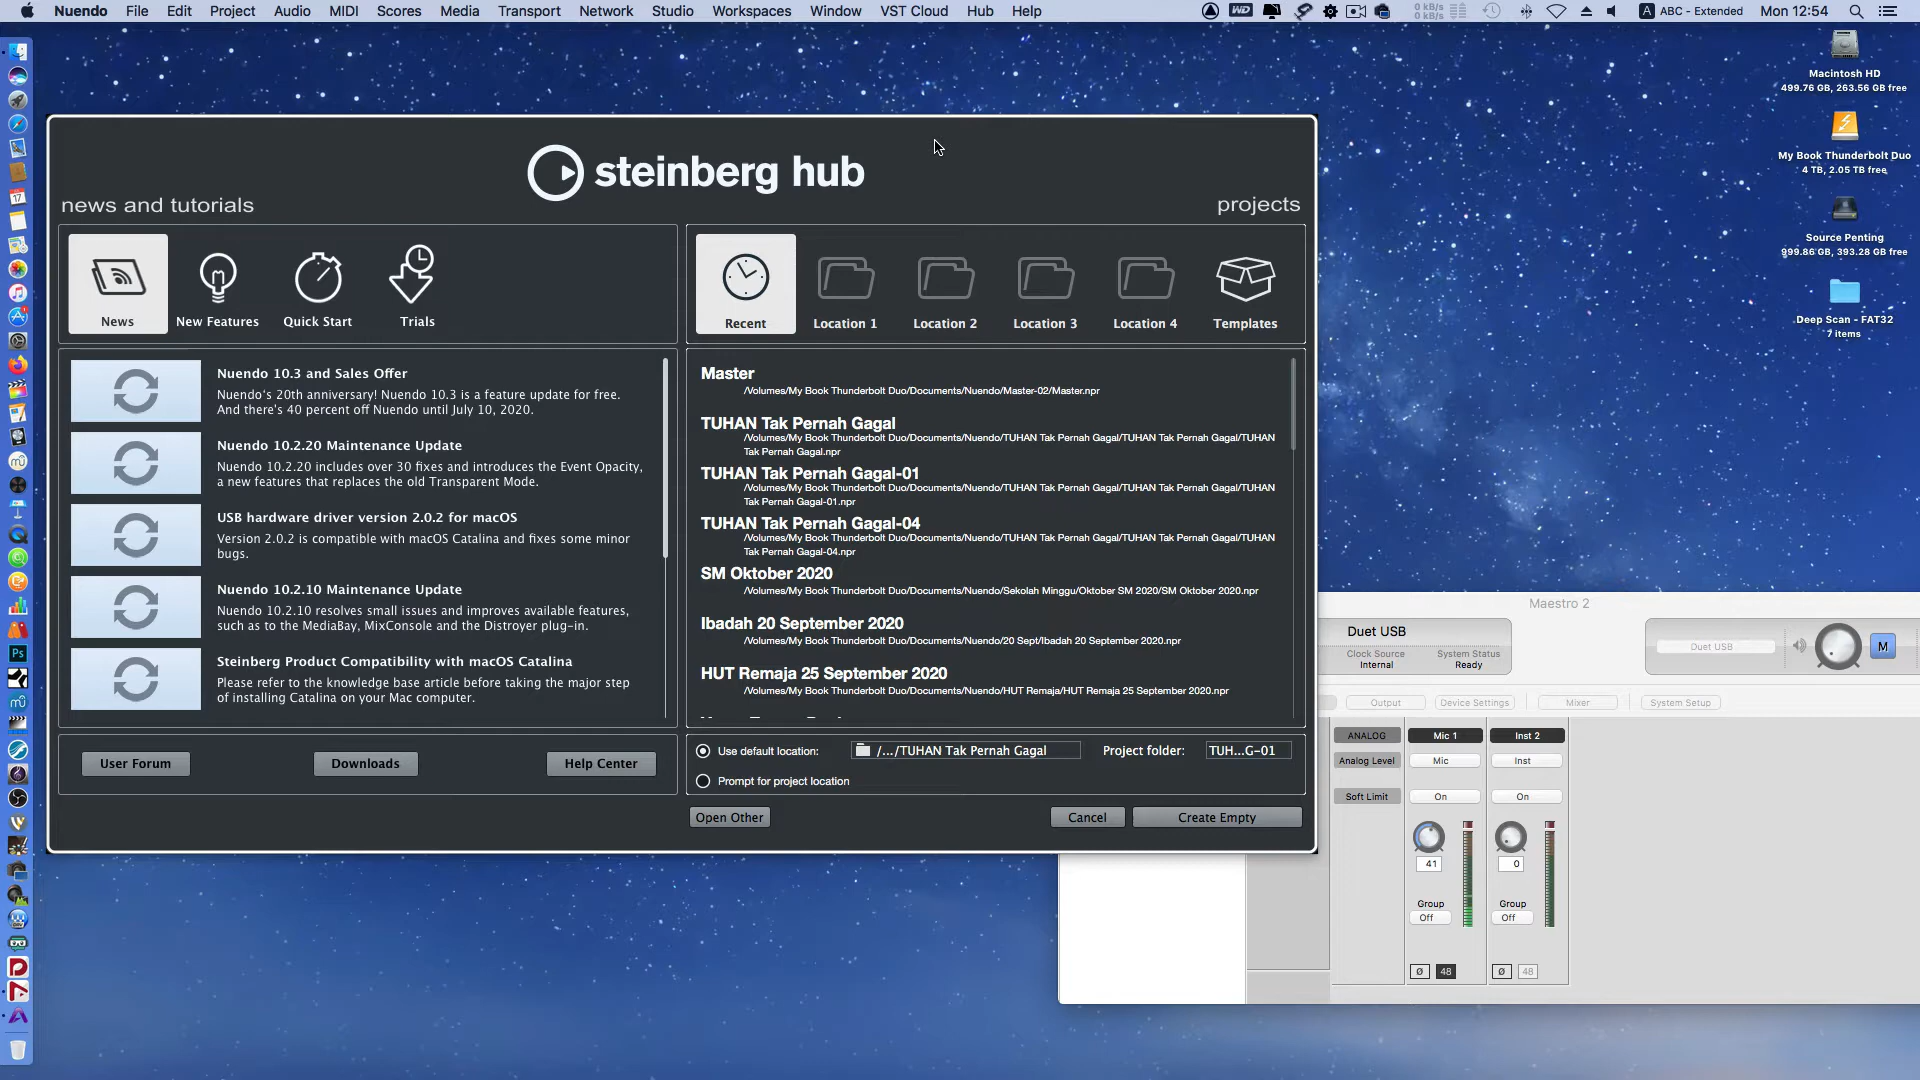 Nuendo File Edit Project Audio MIDI Scores Media Transport Network Studio Workspaces Window VST Cloud Hub Help
WD
0 kB/s
0 kB/s
A ABC - Extended Mon 12:54
Macintosh HD
499.76 GB, 263.56 GB free
My Book Thunderbolt Duo
4 TB, 2.05 TB free
Source Penting
999.86 GB, 393.28 GB free
Deep Scan - FAT32
7 items
steinberg hub
news and tutorials
projects
News
New Features
Quick Start
Trials
Recent
Location 1
Location 2
Location 3
Location 4
Templates
Nuendo 10.3 and Sales Offer
Nuendo's 20th anniversary! Nuendo 10.3 is a feature update for free.
And there's 40 percent off Nuendo until July 10, 2020.
Nuendo 10.2.20 Maintenance Update
Nuendo 10.2.20 includes over 30 fixes and introduces the Event Opacity,
a new features that replaces the old Transparent Mode.
USB hardware driver version 2.0.2 for macOS
Version 2.0.2 is compatible with macOS Catalina and fixes some minor
bugs.
Nuendo 10.2.10 Maintenance Update
Nuendo 10.2.10 resolves small issues and improves available features,
such as to the MediaBay, MixConsole and the Distroyer plug-in.
Steinberg Product Compatibility with macOS Catalina
Please refer to the knowledge base article before taking the major step
of installing Catalina on your Mac computer.
Master
/Volumes/My Book Thunderbolt Duo/Documents/Nuendo/Master-02/Master.npr
TUHAN Tak Pernah Gagal
/Volumes/My Book Thunderbolt Duo/Documents/Nuendo/TUHAN Tak Pernah Gagal/TUHAN Tak Pernah Gagal/TUHAN
Tak Pernah Gagal.npr
TUHAN Tak Pernah Gagal-01
/Volumes/My Book Thunderbolt Duo/Documents/Nuendo/TUHAN Tak Pernah Gagal/TUHAN Tak Pernah Gagal/TUHAN
Tak Pernah Gagal-01.npr
TUHAN Tak Pernah Gagal-04
/Volumes/My Book Thunderbolt Duo/Documents/Nuendo/TUHAN Tak Pernah Gagal/TUHAN Tak Pernah Gagal/TUHAN
Tak Pernah Gagal-04.npr
SM Oktober 2020
/Volumes/My Book Thunderbolt Duo/Documents/Nuendo/Sekolah Minggu/Oktober SM 2020/SM Oktober 2020.npr
Ibadah 20 September 2020
/Volumes/My Book Thunderbolt Duo/Documents/Nuendo/20 Sept/Ibadah 20 September 2020.npr
HUT Remaja 25 September 2020
/Volumes/My Book Thunderbolt Duo/Documents/Nuendo/HUT Remaja/HUT Remaja 25 September 2020.npr
User Forum
Downloads
Help Center
Use default location:
/.../TUHAN Tak Pernah Gagal
Project folder:
TUH...G-01
Prompt for project location
Open Other
Cancel
Create Empty
17
Ps
Maestro 2
Duet USB
Clock Source
Internal
System Status
Ready
Duet USB
M
Output
Device Settings
Mixer
System Setup
ANALOG
Mic 1
Inst 2
Analog Level
Mic
Inst
Soft Limit
On
On
41
0
Group
Off
Group
Off
Ø
48
Ø
48